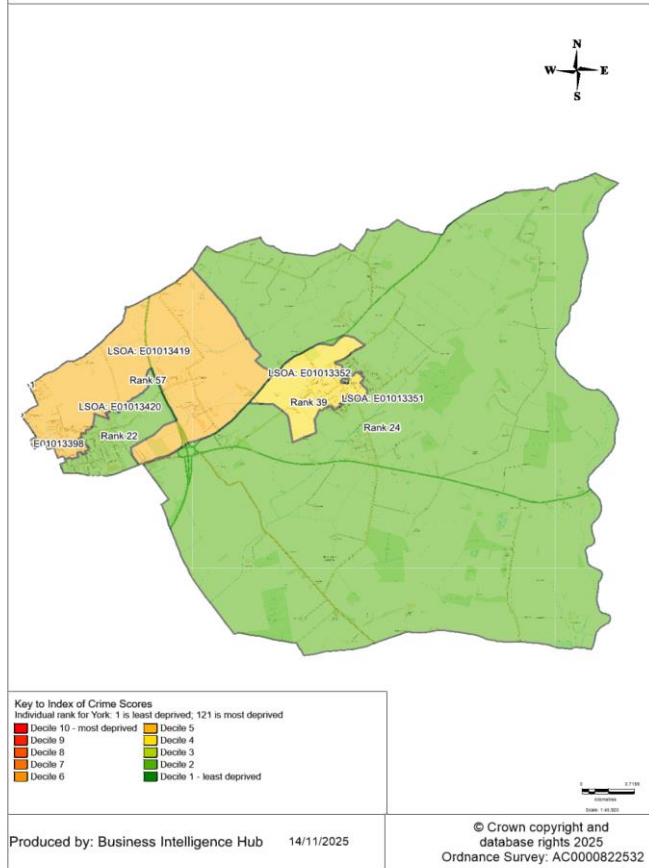 N
W E
S
LSOA: E01013419
Rank 57
LSOA: E01013352
LSOA: E01013420
Rank 39
LSOA: E01013351
E01013398
Rank 22
Rank 24
Key to Index of Crime Scores
Individual rank for York: 1 is least deprived; 121 is most deprived
Decile 10 - most deprived
Decile 9
Decile 8
Decile 7
Decile 6
Decile 5
Decile 4
Decile 3
Decile 2
Decile 1 - least deprived
kilometres
Produced by: Business Intelligence Hub 14/11/2025
© Crown copyright and
database rights 2025
Ordnance Survey: AC0000822532